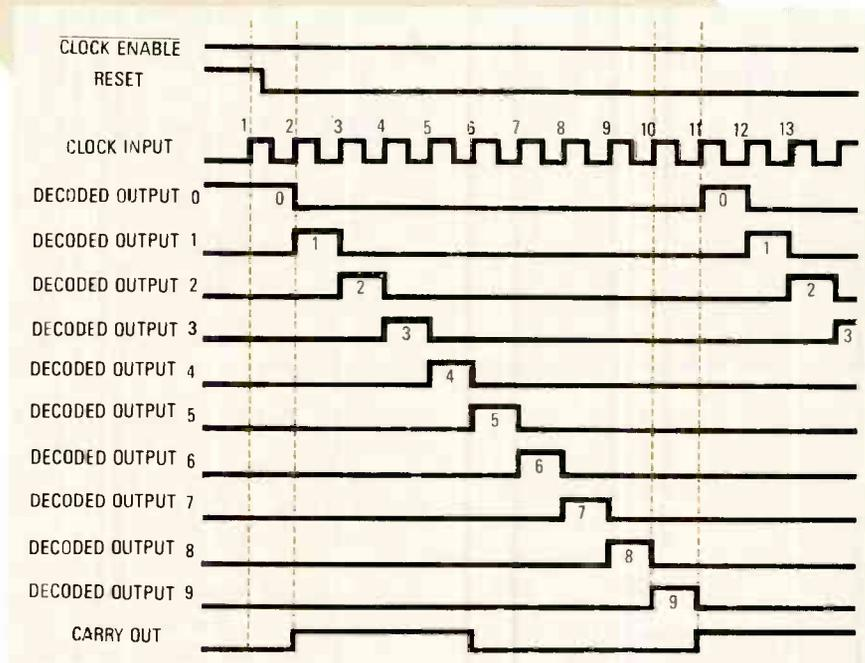 CLOCK ENABLE
RESET
1 2 3 4 5 6 7 8 9 10 11 12 13
CLOCK INPUT
DECODED OUTPUT 0 0 0
DECODED OUTPUT 1 1 1
DECODED OUTPUT 2 2 2
DECODED OUTPUT 3 3 3
DECODED OUTPUT 4 4
DECODED OUTPUT 5 5
DECODED OUTPUT 6 6
DECODED OUTPUT 7 7
DECODED OUTPUT 8 8
DECODED OUTPUT 9 9
CARRY OUT